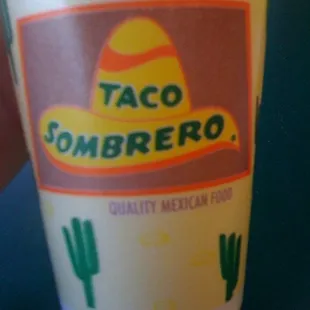 TACO
SOMBRERO.
QUALITY MEXICAN FOOD